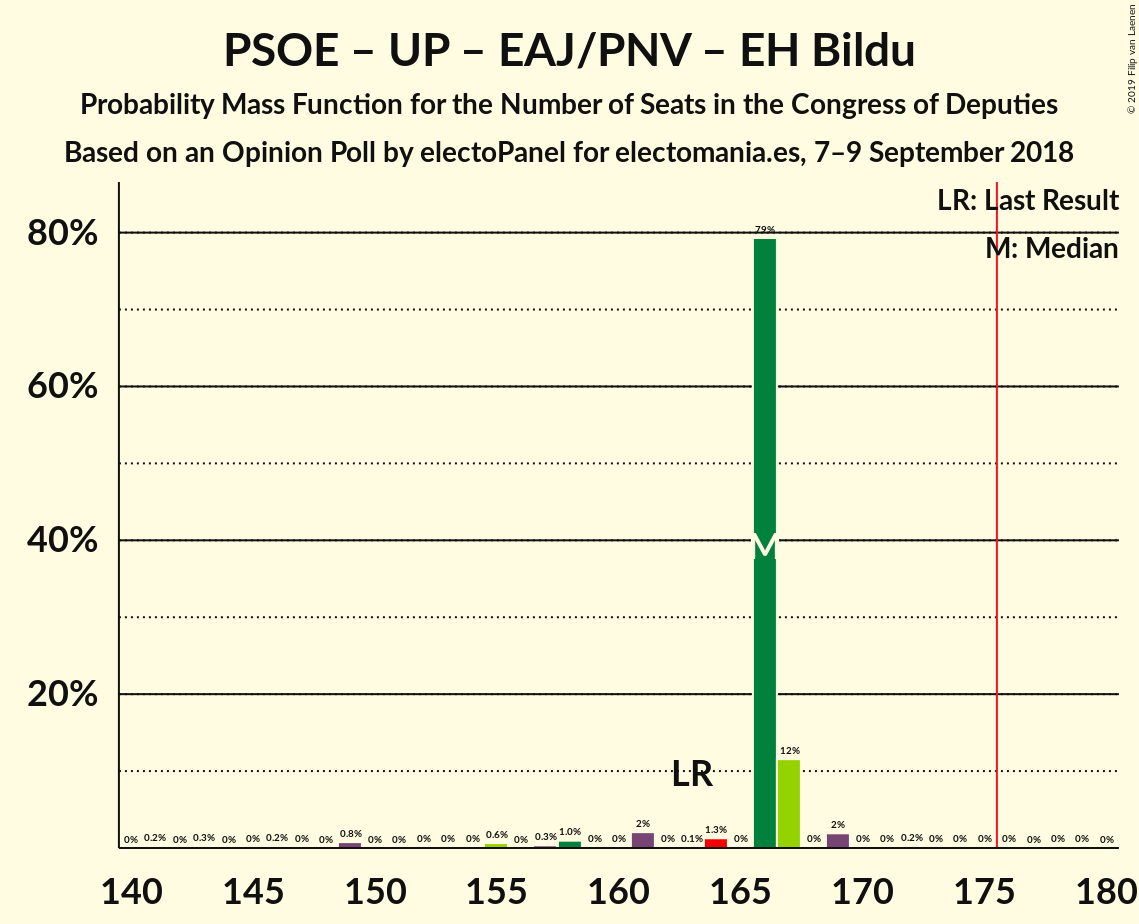 PSOE – UP – EAJ/PNV – EH Bildu
Probability Mass Function for the Number of Seats in the Congress of Deputies
Based on an Opinion Poll by electoPanel for electomania.es, 7–9 September 2018
© 2019 Filip van Laenen
LR: Last Result
M: Median
80%
60%
40%
20%
79%
M
LR
12%
0% 0.2% 0% 0.3% 0% 0% 0.2% 0% 0% 0.8% 0% 0% 0% 0% 0% 0.6% 0% 0.3% 1.0% 0% 0% 2% 0% 0.1% 1.3% 0% 0% 2% 0% 0% 0.2% 0% 0% 0% 0% 0% 0% 0% 0%
140 145 150 155 160 165 170 175 180